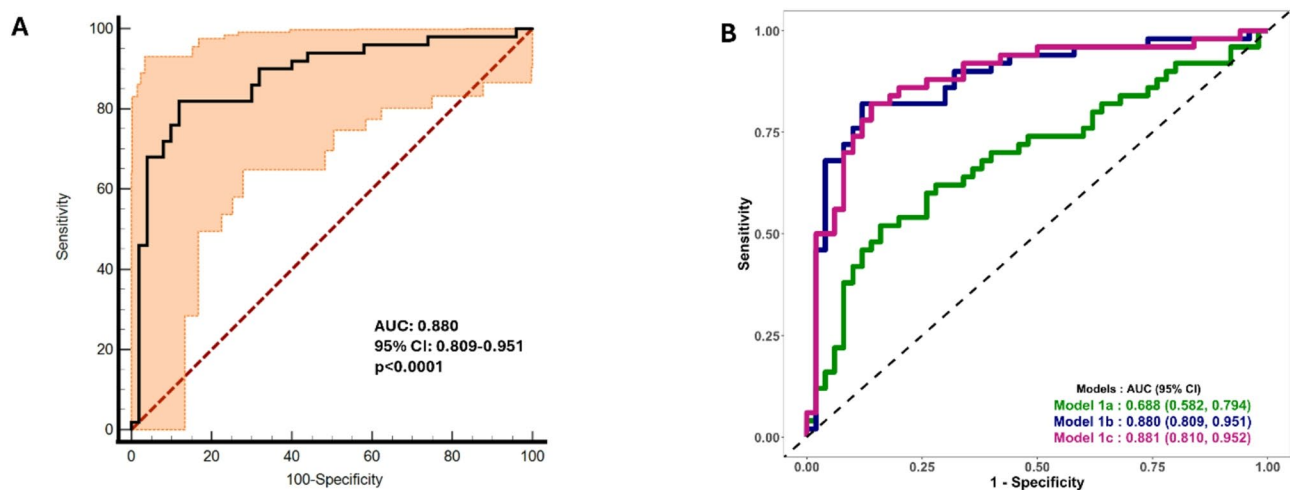 A
100
80
60
40
20
0
Sensitivity
AUC: 0.880
95% CI: 0.809-0.951
p<0.0001
0 20 40 60 80 100
100-Specificity
B
1.00
0.75
0.50
0.25
0.00
Sensitivity
Models : AUC (95% CI)
Model 1a : 0.688 (0.582, 0.794)
Model 1b : 0.880 (0.809, 0.951)
Model 1c : 0.881 (0.810, 0.952)
0.00 0.25 0.50 0.75 1.00
1 - Specificity